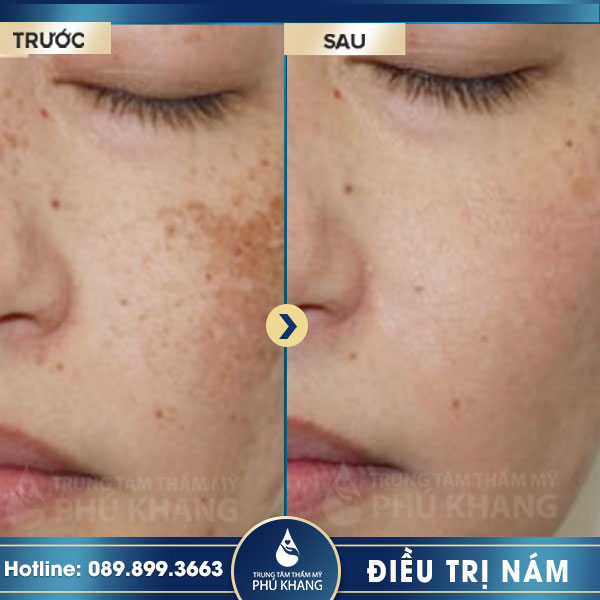 TRƯỚC
SAU
TRUNG TÂM THẨM MỸ
PHÚ KHANG
TRUNG TÂM THẨM MỸ
PHÚ KHANG
Hotline: 089.899.3663
TRUNG TÂM THẨM MỸ
PHÚ KHANG
ĐIỀU TRỊ NÁM